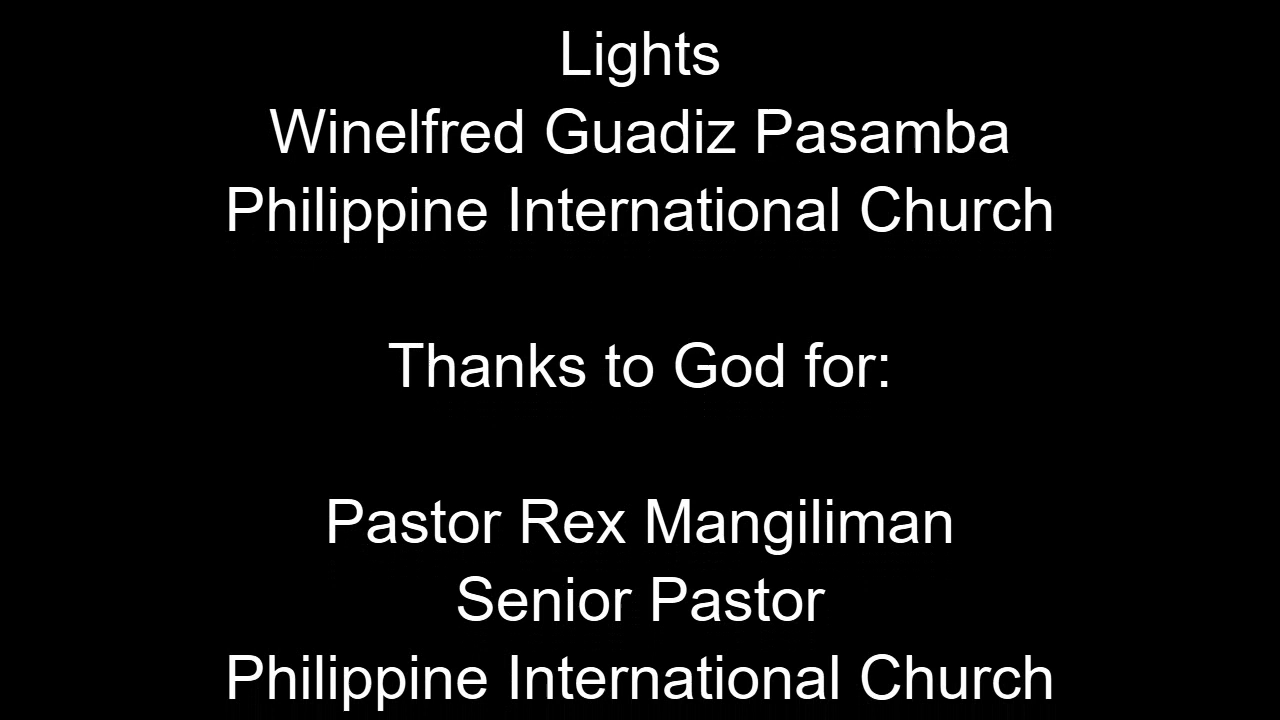 Lights
Winelfred Guadiz Pasamba
Philippine International Church
Thanks to God for:
Pastor Rex Mangiliman
Senior Pastor
Philippine International Church